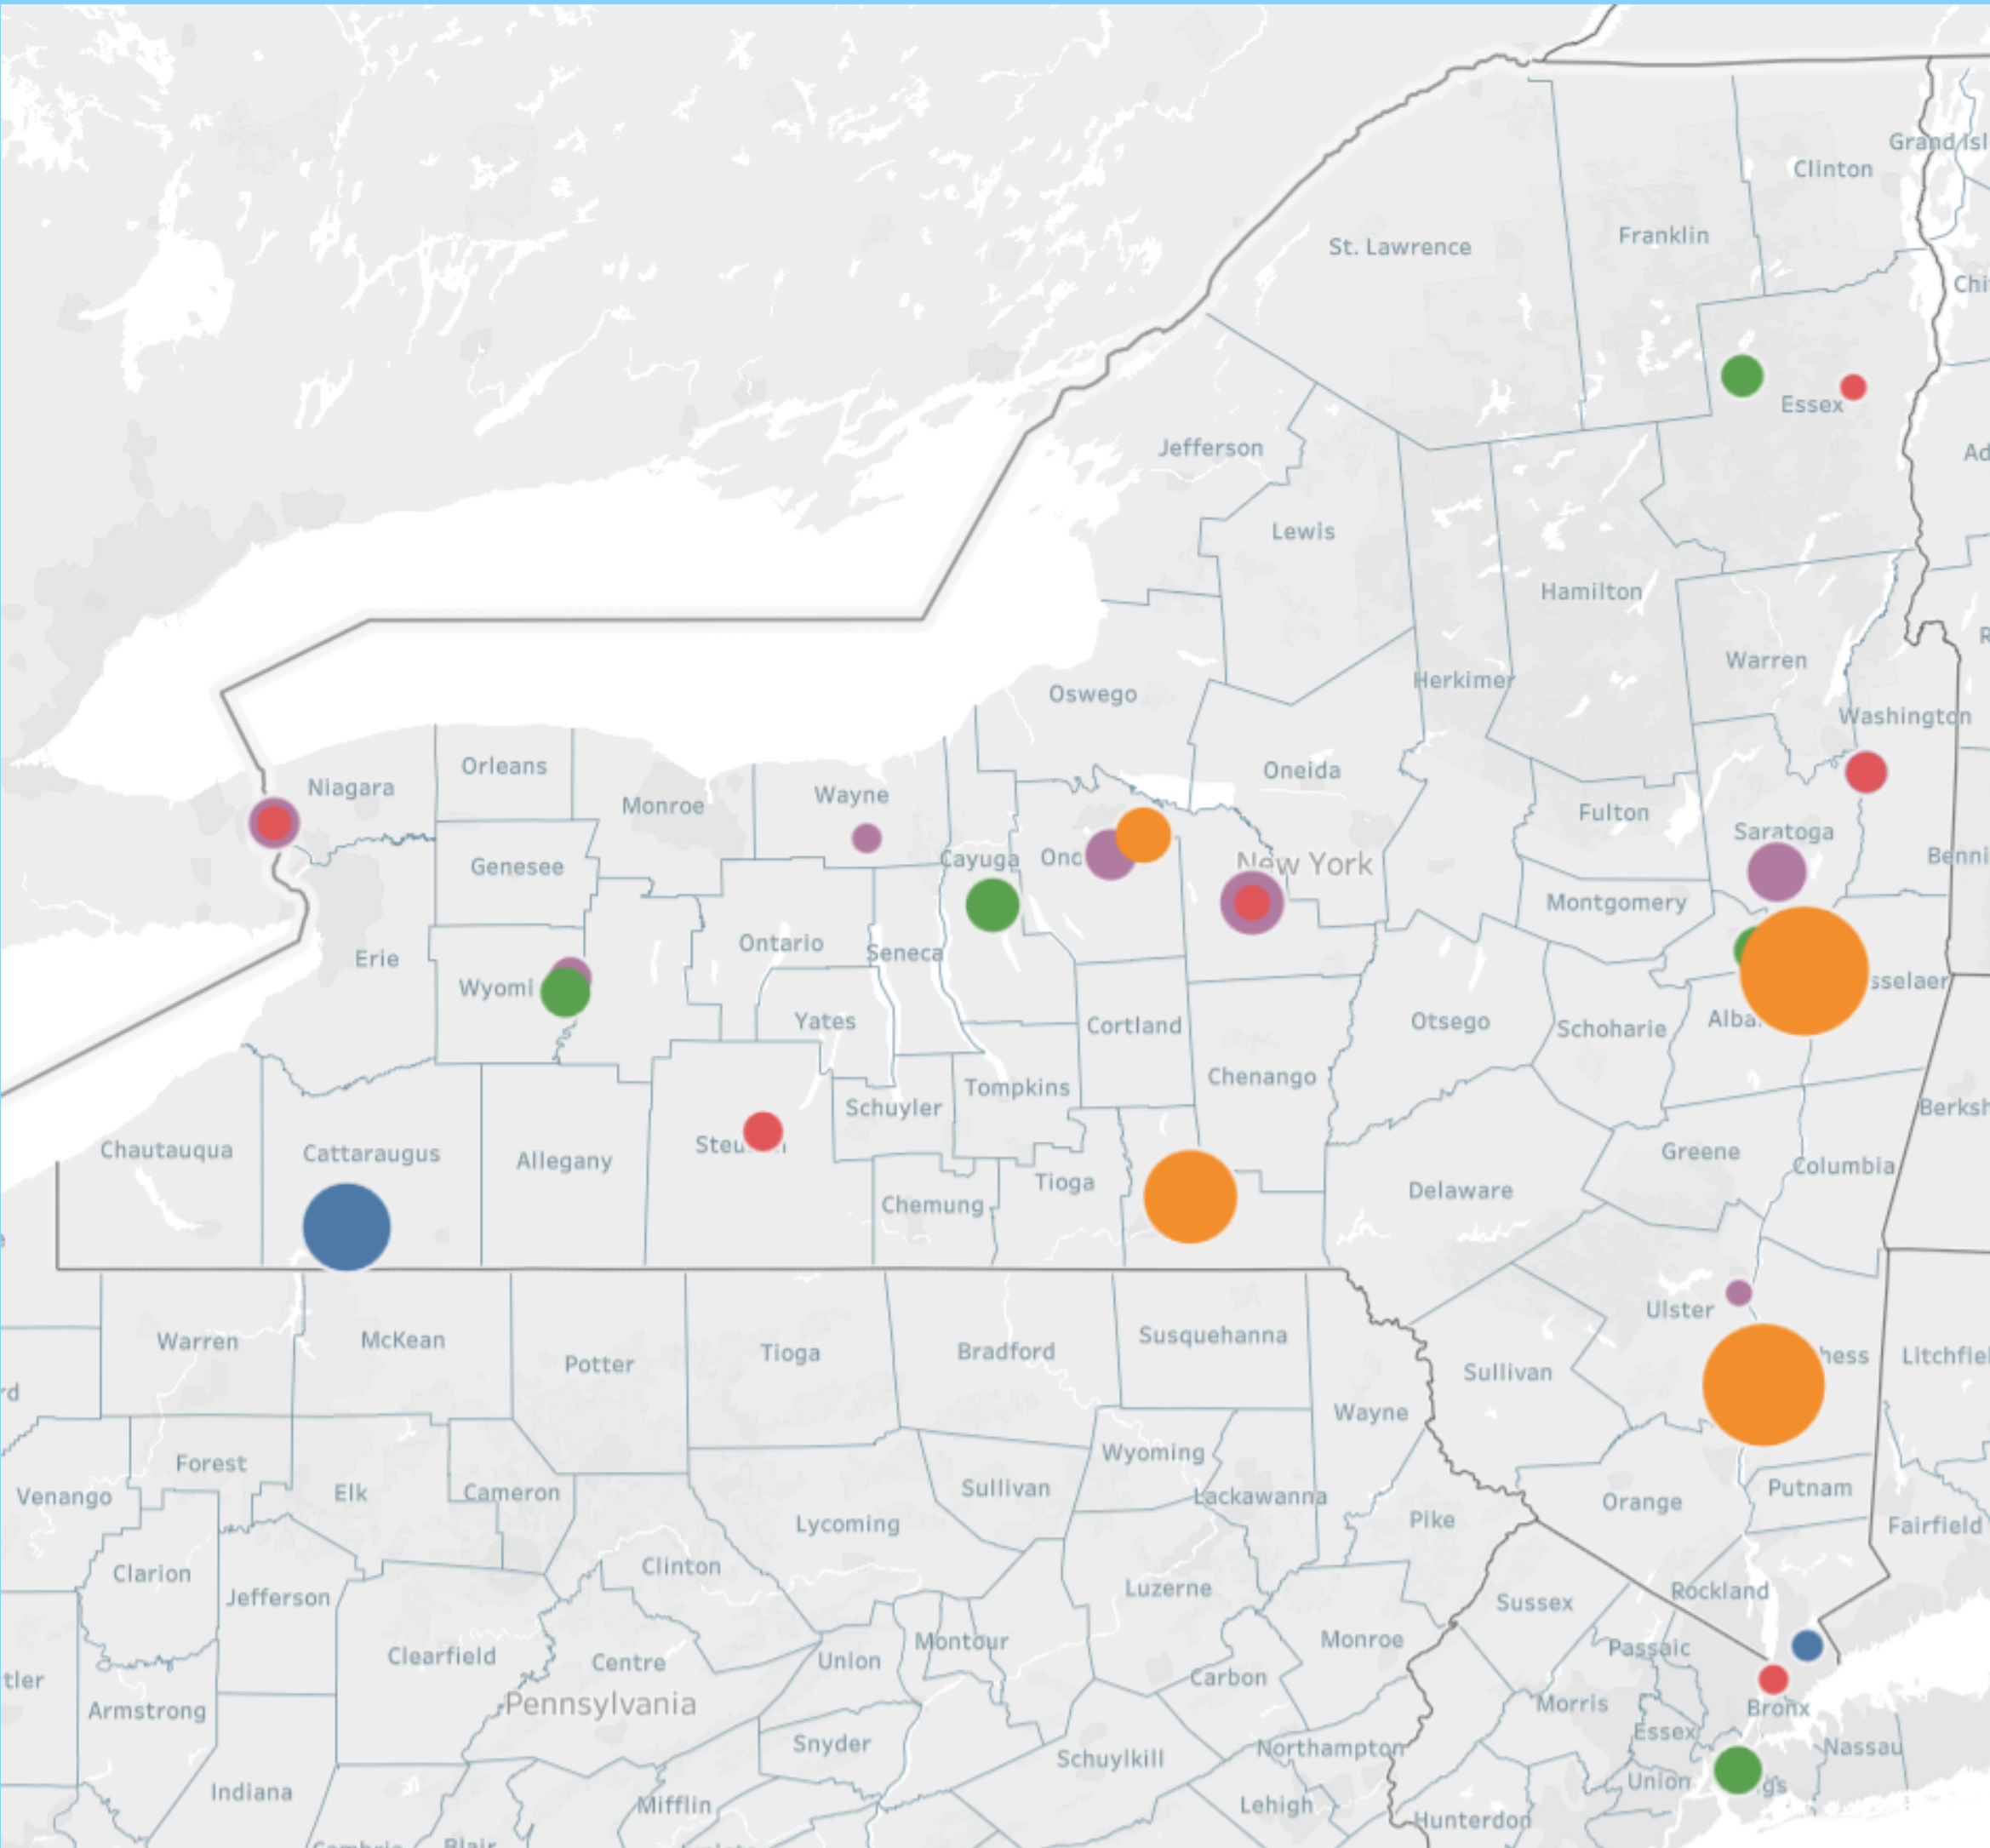 Grand Isl
Clinton
Franklin
St. Lawrence
Chi
Essex
Jefferson
Ad
Lewis
Hamilton
R
Warren
Herkimer
Oswego
Washington
Orleans
Oneida
Niagara
Wayne
Monroe
Fulton
Saratoga
Cayuga
Ono
New York
Benni
Genesee
Montgomery
Ontario
Seneca
Erie
Wyomi
sselaer
Yates
Cortland
Otsego
Schoharie
Alba
Chenango
Tompkins
Schuyler
Berksh
Steu
Chautauqua
Cattaraugus
Allegany
Greene
Columbia
Tioga
Delaware
Chemung
Ulster
Warren
McKean
Susquehanna
Potter
Tioga
Bradford
hess
Litchfiel
Sullivan
rd
Wayne
Wyoming
Forest
Venango
Elk
Cameron
Sullivan
Lackawanna
Putnam
Orange
Lycoming
Pike
Fairfield
Clarion
Clinton
Jefferson
Luzerne
Rockland
Sussex
Montour
Monroe
Passaic
Clearfield
Centre
Union
Carbon
tler
Armstrong
Pennsylvania
Morris
Bronx
Essex
Snyder
Schuylkill
Northampton
Nassau
Union
gs
Indiana
Mifflin
Lehigh
Hunterdon
Blair